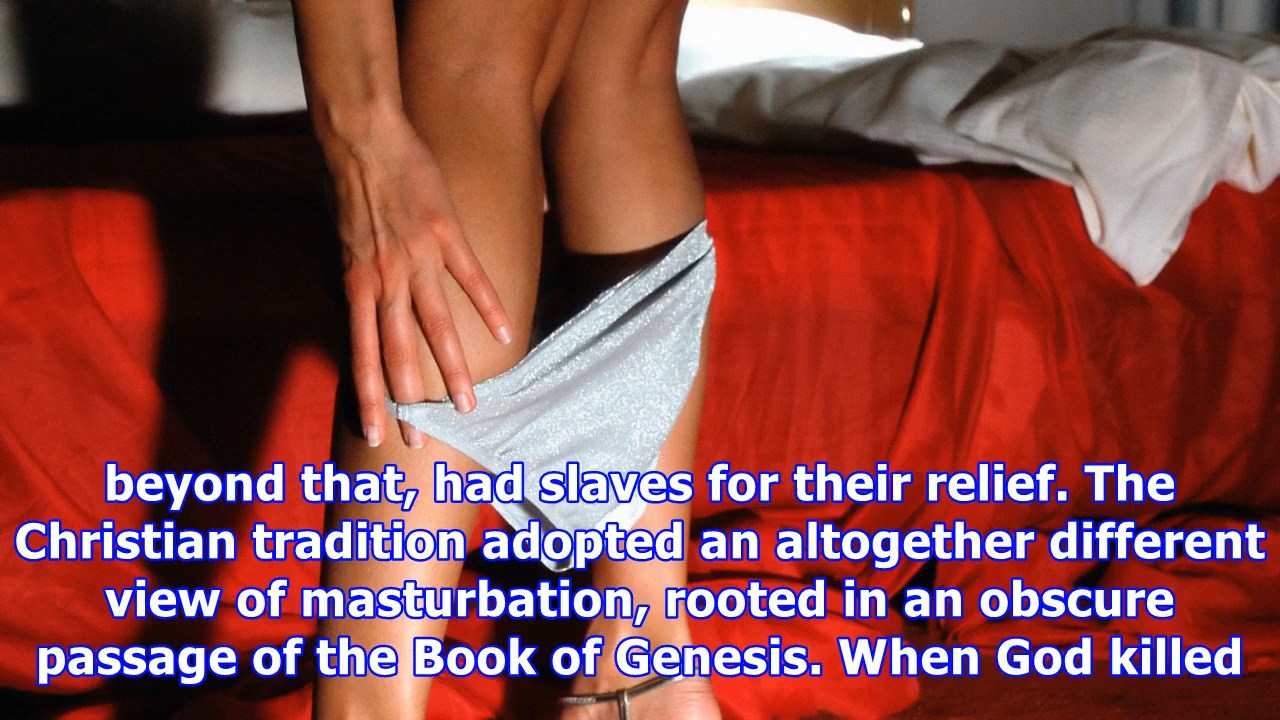 beyond that, had slaves for their relief. The
Christian tradition adopted an altogether different
view of masturbation, rooted in an obscure
passage of the Book of Genesis. When God killed